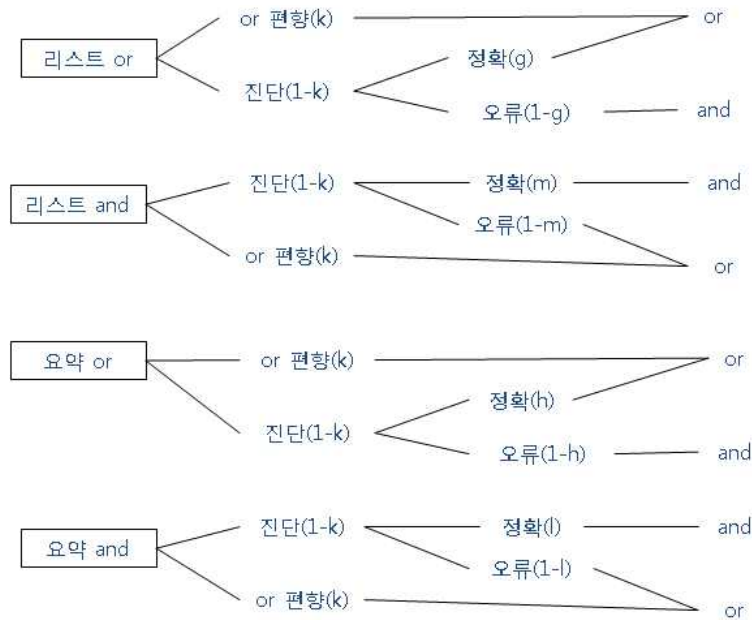 or 편향(k) or
리스트 or 정확(g)
진단(1-k)
오류(1-g) and
진단(1-k) 정확(m) and
리스트 and
오류(1-m)
or 편향(k) or
요약 or or 편향(k) or
정확(h)
진단(1-k)
오류(1-h) and
진단(1-k) 정확(l) and
요약 and
오류(1-l)
or 편향(k) or